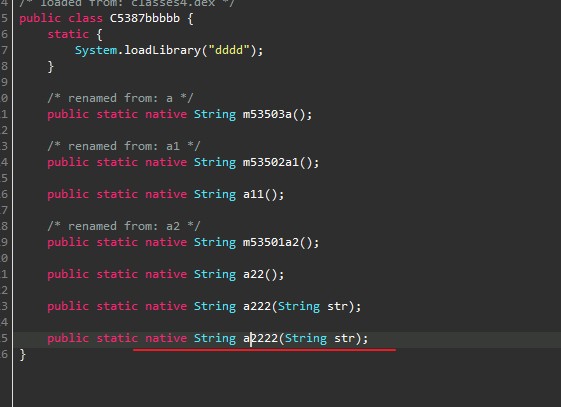 4 /* loaded from: classes4.dex */
5 public class C5387bbbbb {
6 static {
7 System.loadLibrary("dddd");
8 }
9
0 /* renamed from: a */
1 public static native String m53503a();
2
3 /* renamed from: a1 */
4 public static native String m53502a1();
5
6 public static native String a11();
7
8 /* renamed from: a2 */
9 public static native String m53501a2();
0
1 public static native String a22();
2
3 public static native String a222(String str);
4
5 public static native String a2222(String str);
6 }